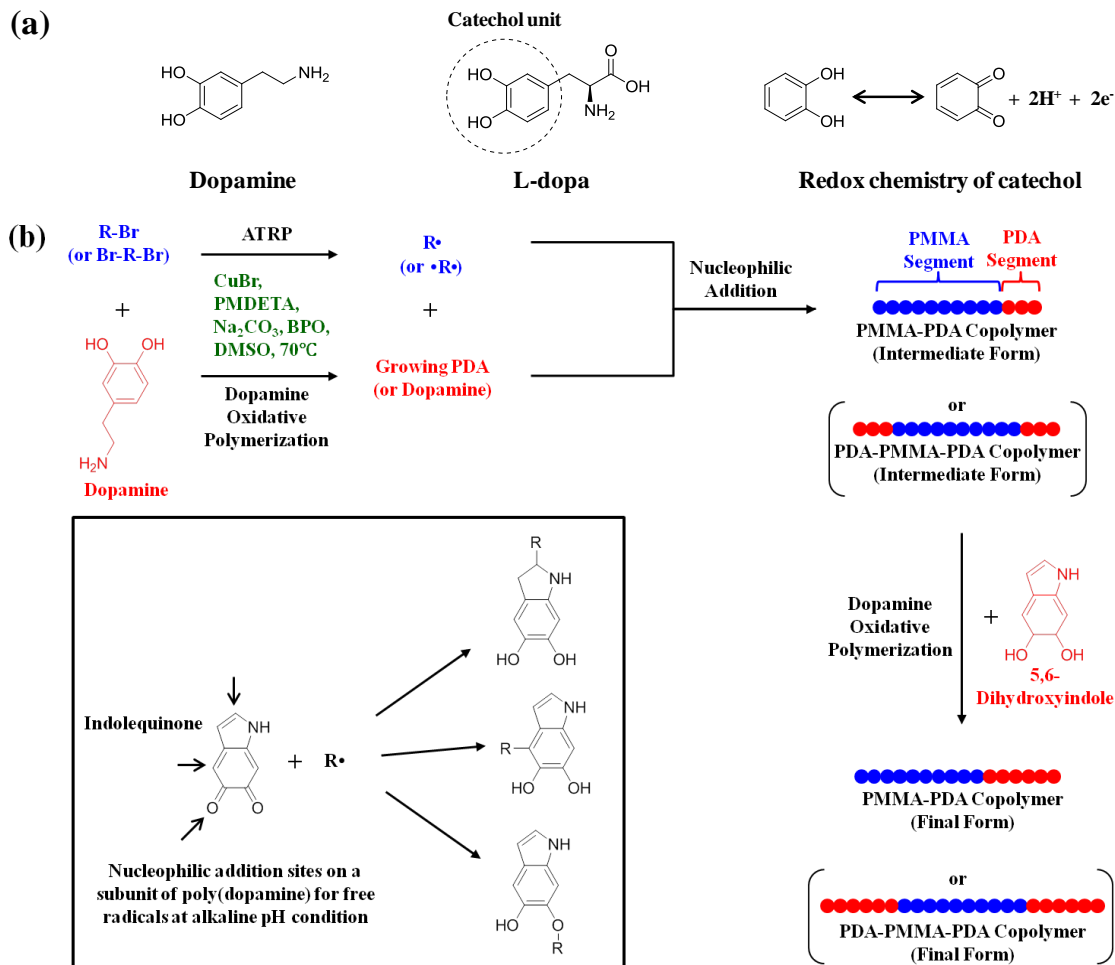 (a)
Catechol unit
HO
HO
NH₂
HO
HO
O
OH
NH₂
OH
OH
O
O
+ 2H⁺ + 2e⁻
Dopamine
L-dopa
Redox chemistry of catechol
(b)
R-Br
(or Br-R-Br)
+
HO
OH
H₂N
Dopamine
ATRP
CuBr,
PMDETA,
Na₂CO₃, BPO,
DMSO, 70℃
Dopamine
Oxidative
Polymerization
R•
(or •R•)
+
Growing PDA
(or Dopamine)
Nucleophilic
Addition
PMMA
Segment
PDA
Segment
PMMA-PDA Copolymer
(Intermediate Form)
or
PDA-PMMA-PDA Copolymer
(Intermediate Form)
Dopamine
Oxidative
Polymerization
+
NH
HO
OH
5,6-
Dihydroxyindole
PMMA-PDA Copolymer
(Final Form)
or
PDA-PMMA-PDA Copolymer
(Final Form)
Indolequinone
NH
O
O
+
R•
Nucleophilic addition sites on a
subunit of poly(dopamine) for free
radicals at alkaline pH condition
R
NH
HO
OH
NH
R
HO
OH
NH
HO
O
R